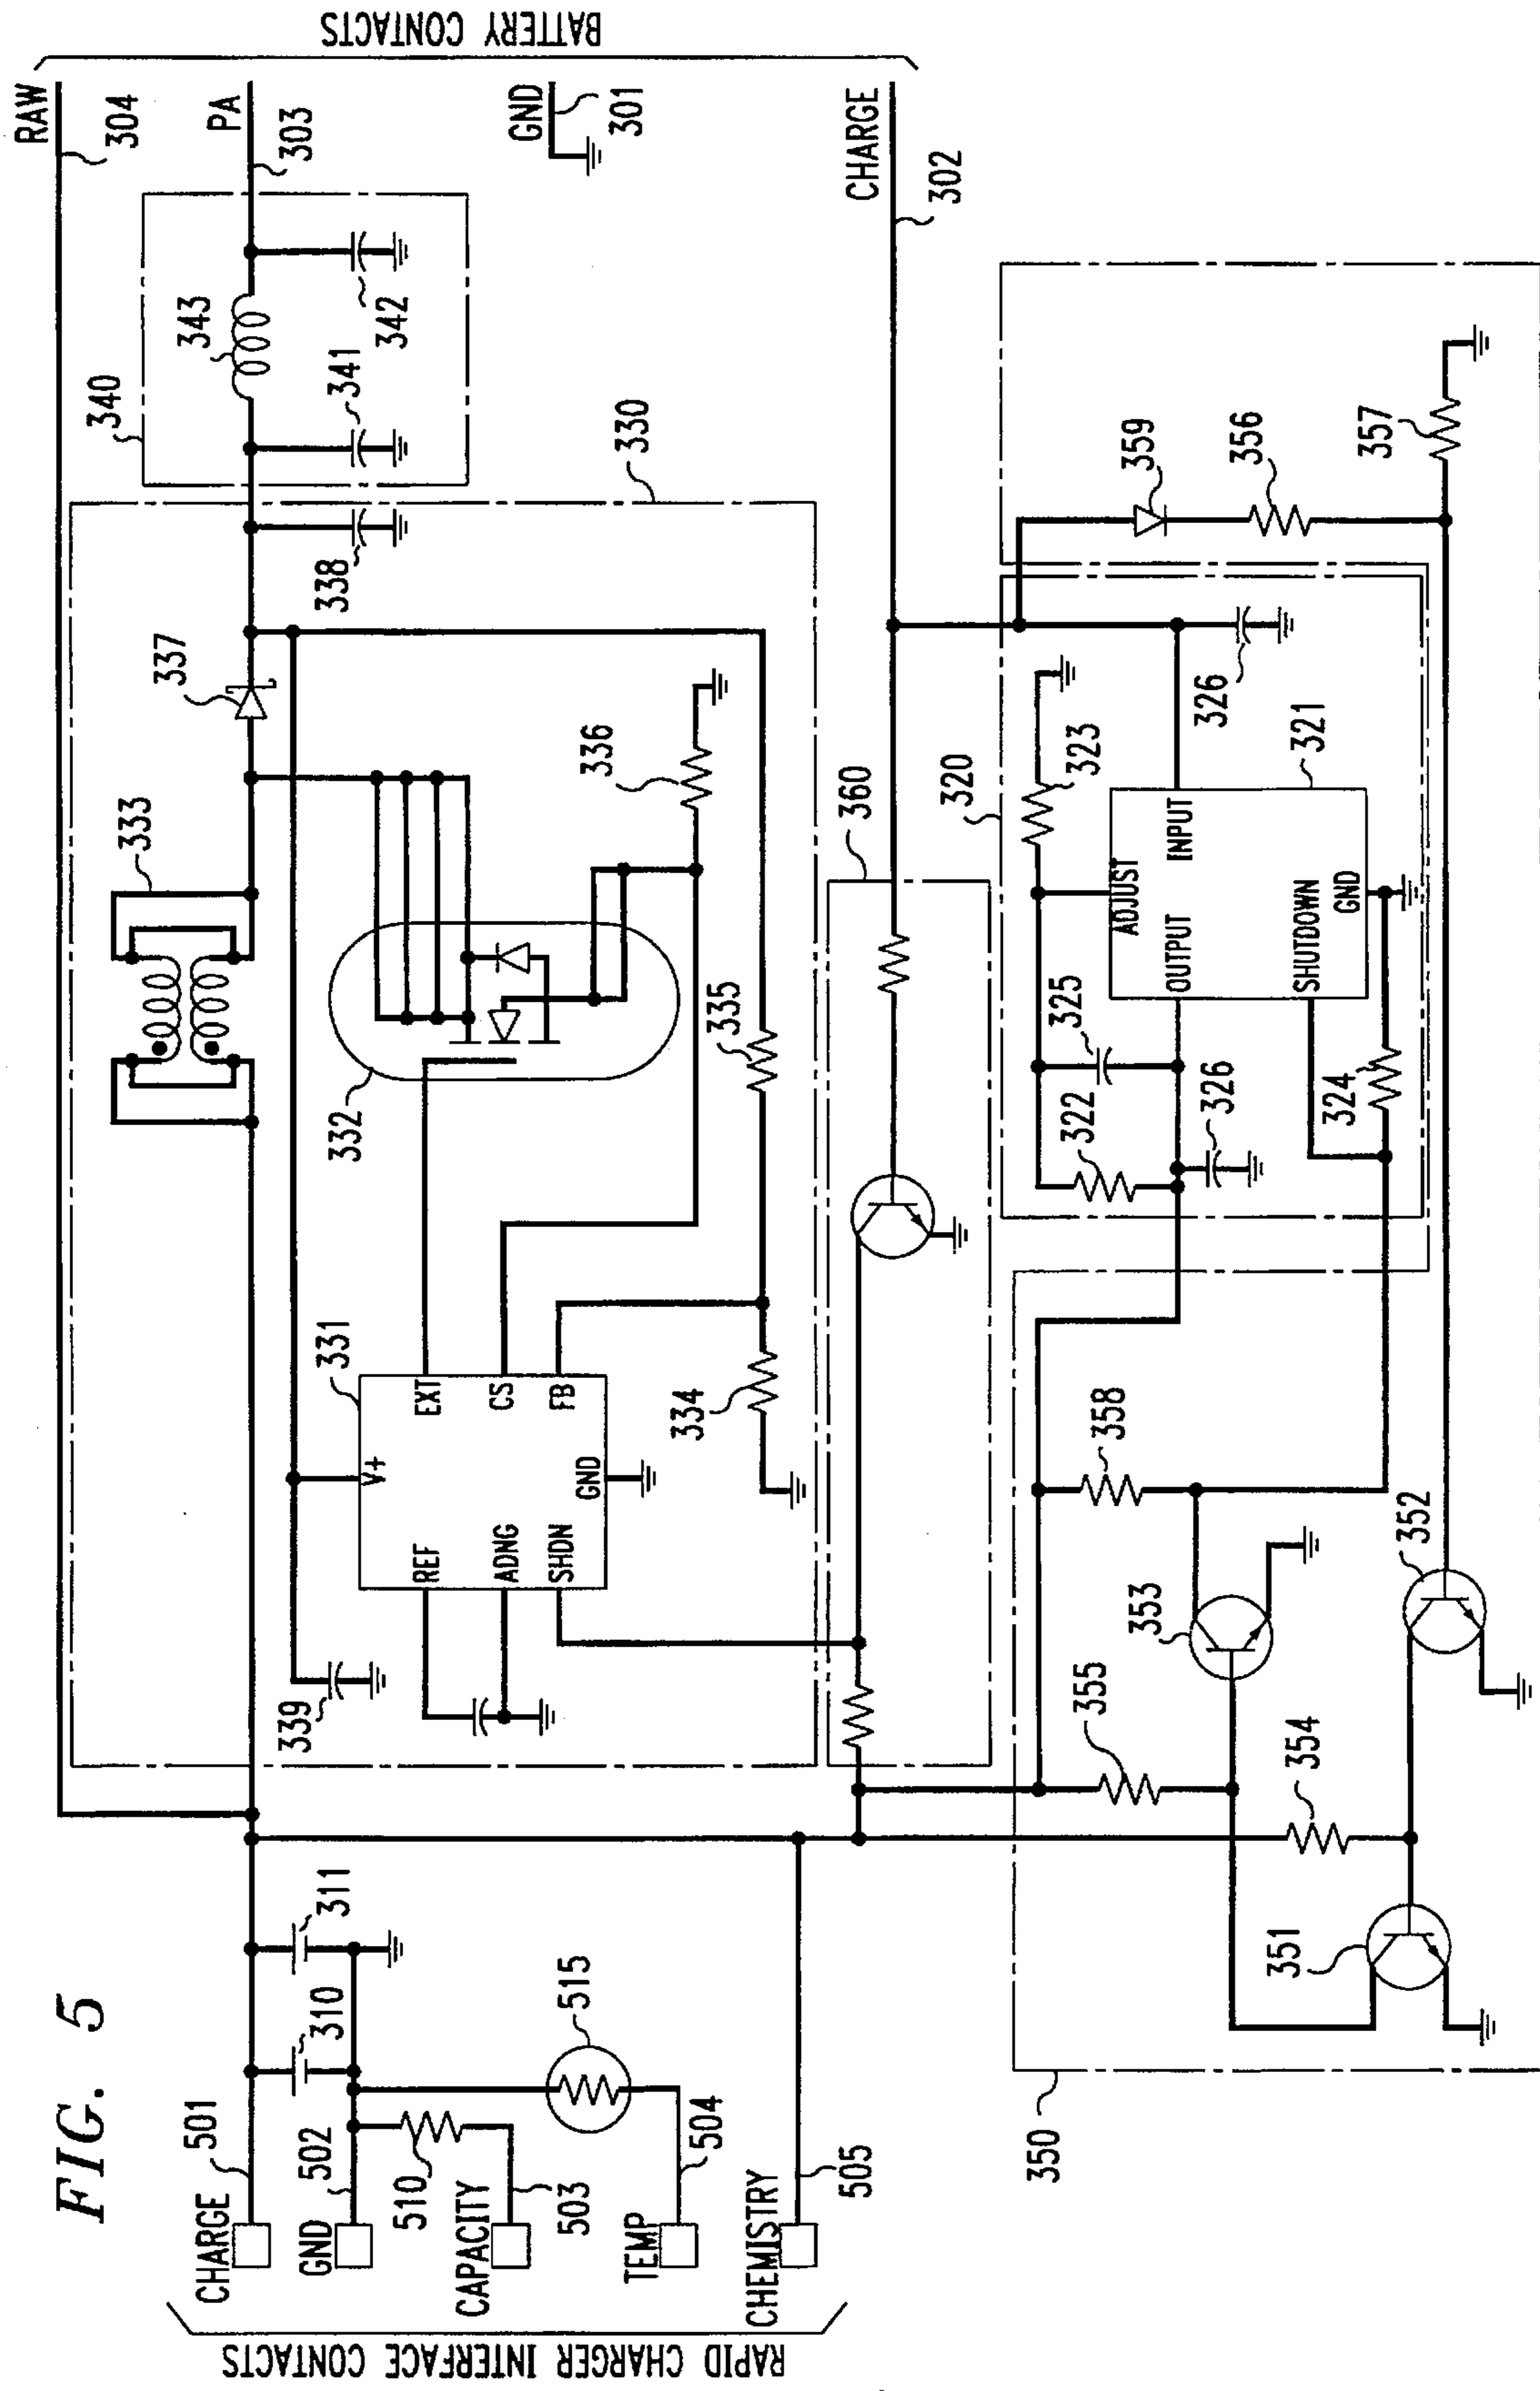 FIG. 5
RAPID CHARGER INTERFACE CONTACTS
CHARGE
501
GND
502
CAPACITY
503
TEMP
504
CHEMISTRY
505
510
515
310
311
BATTERY CONTACTS
RAW
304
PA
303
GND
301
CHARGE
302
330
331
V+
REF
ADNG
SHDN
EXT
CS
FB
GND
339
332
333
334
335
336
337
338
340
341
342
343
360
320
321
ADJUST
OUTPUT
INPUT
SHUTDOWN
GND
322
323
324
325
326
326
350
351
352
353
354
355
356
357
358
359